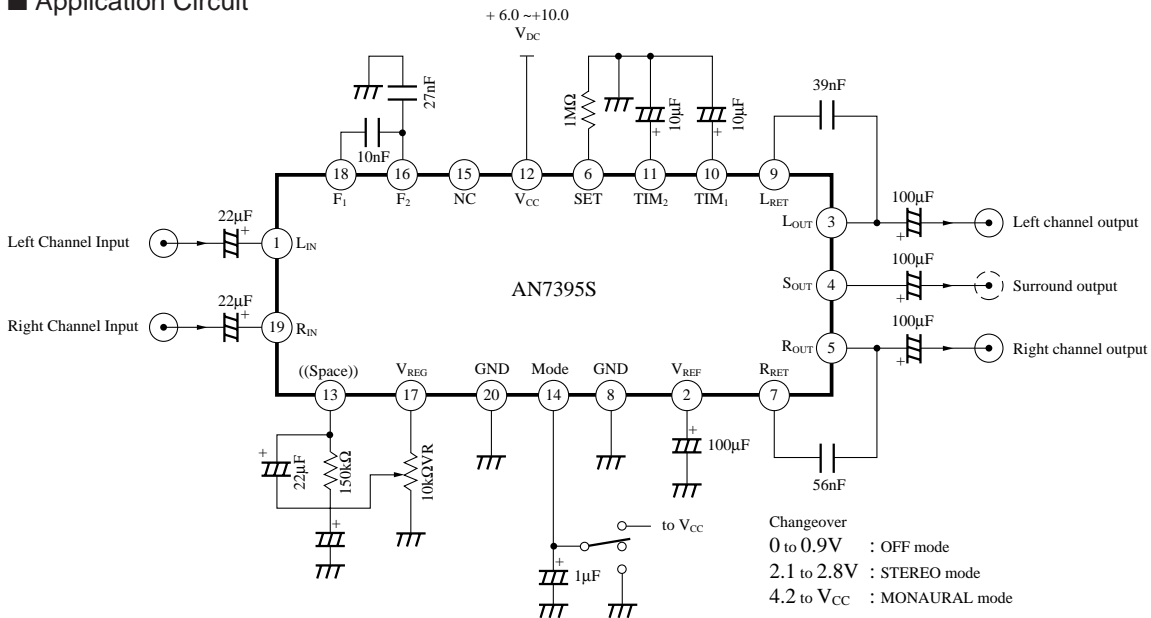 ■ Application Circuit
+ 6.0 ~+10.0
VDC
27nF
10nF
1MΩ
10µF
10µF
39nF
18
16
15
12
6
11
10
9
F1
F2
NC
VCC
SET
TIM2
TIM1
LRET
22µF
+
Left Channel Input
1
LIN
LOUT
3
100µF
+
Left channel output
AN7395S
SOUT
4
100µF
+
Surround output
22µF
+
Right Channel Input
19
RIN
ROUT
5
100µF
+
Right channel output
((Space))
VREG
GND
Mode
GND
VREF
RRET
13
17
20
14
8
2
7
+
22µF
150kΩ
10kΩVR
+
+
100µF
56nF
to VCC
+
1µF
Changeover
0 to 0.9V : OFF mode
2.1 to 2.8V : STEREO mode
4.2 to VCC : MONAURAL mode